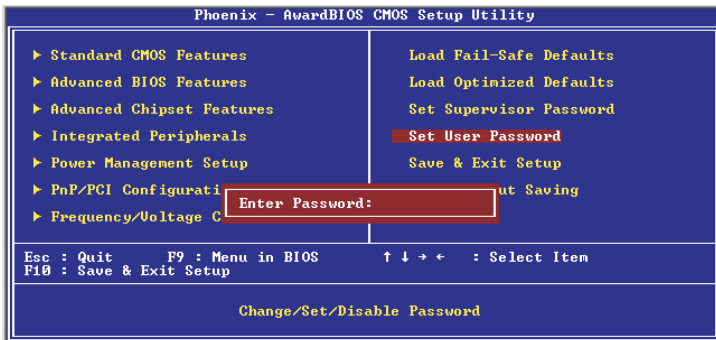 Phoenix - AwardBIOS CMOS Setup Utility
▶ Standard CMOS Features
▶ Advanced BIOS Features
▶ Advanced Chipset Features
▶ Integrated Peripherals
▶ Power Management Setup
▶ PnP/PCI Configurati
▶ Frequency/Voltage C
Load Fail-Safe Defaults
Load Optimized Defaults
Set Supervisor Password
Set User Password
Save & Exit Setup
ut Saving
Enter Password:
Esc : Quit F9 : Menu in BIOS ↑ ↓ → ← : Select Item
F10 : Save & Exit Setup
Change/Set/Disable Password